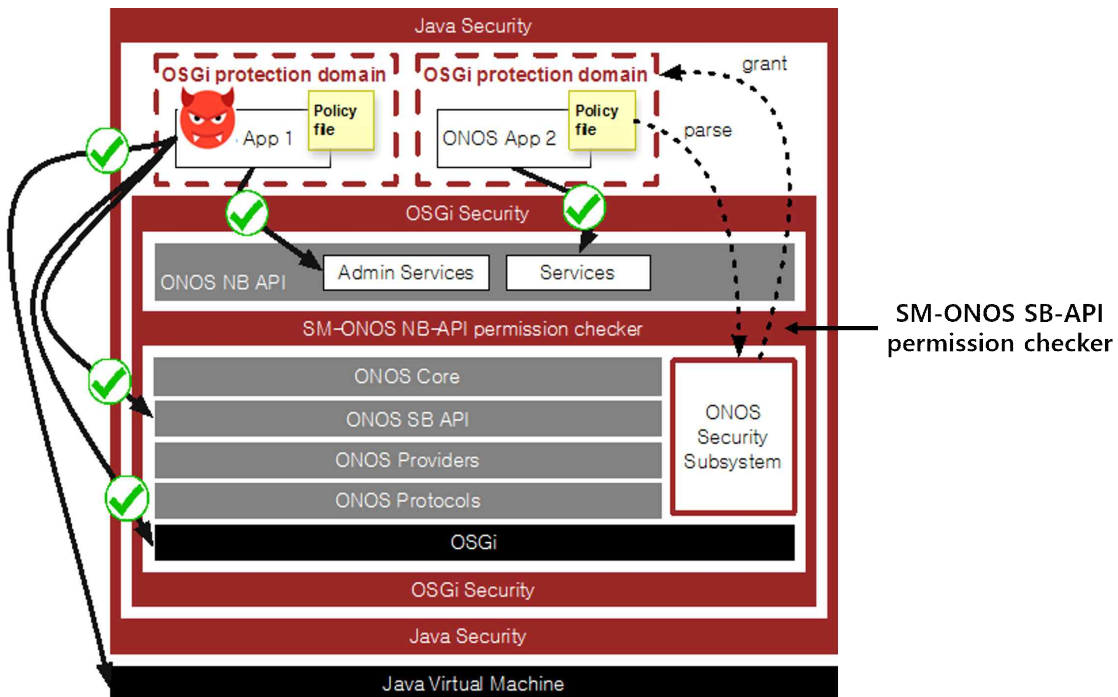 Java Security
OSGi protection domain
OSGi protection domain
grant
Policy
file
Policy
file
parse
App 1
ONOS App 2
OSGi Security
Admin Services
Services
ONOS NB API
SM-ONOS SB-API
permission checker
SM-ONOS NB-API permission checker
ONOS Core
ONOS SB API
ONOS
Security
Subsystem
ONOS Providers
ONOS Protocols
OSGi
OSGi Security
Java Security
Java Virtual Machine